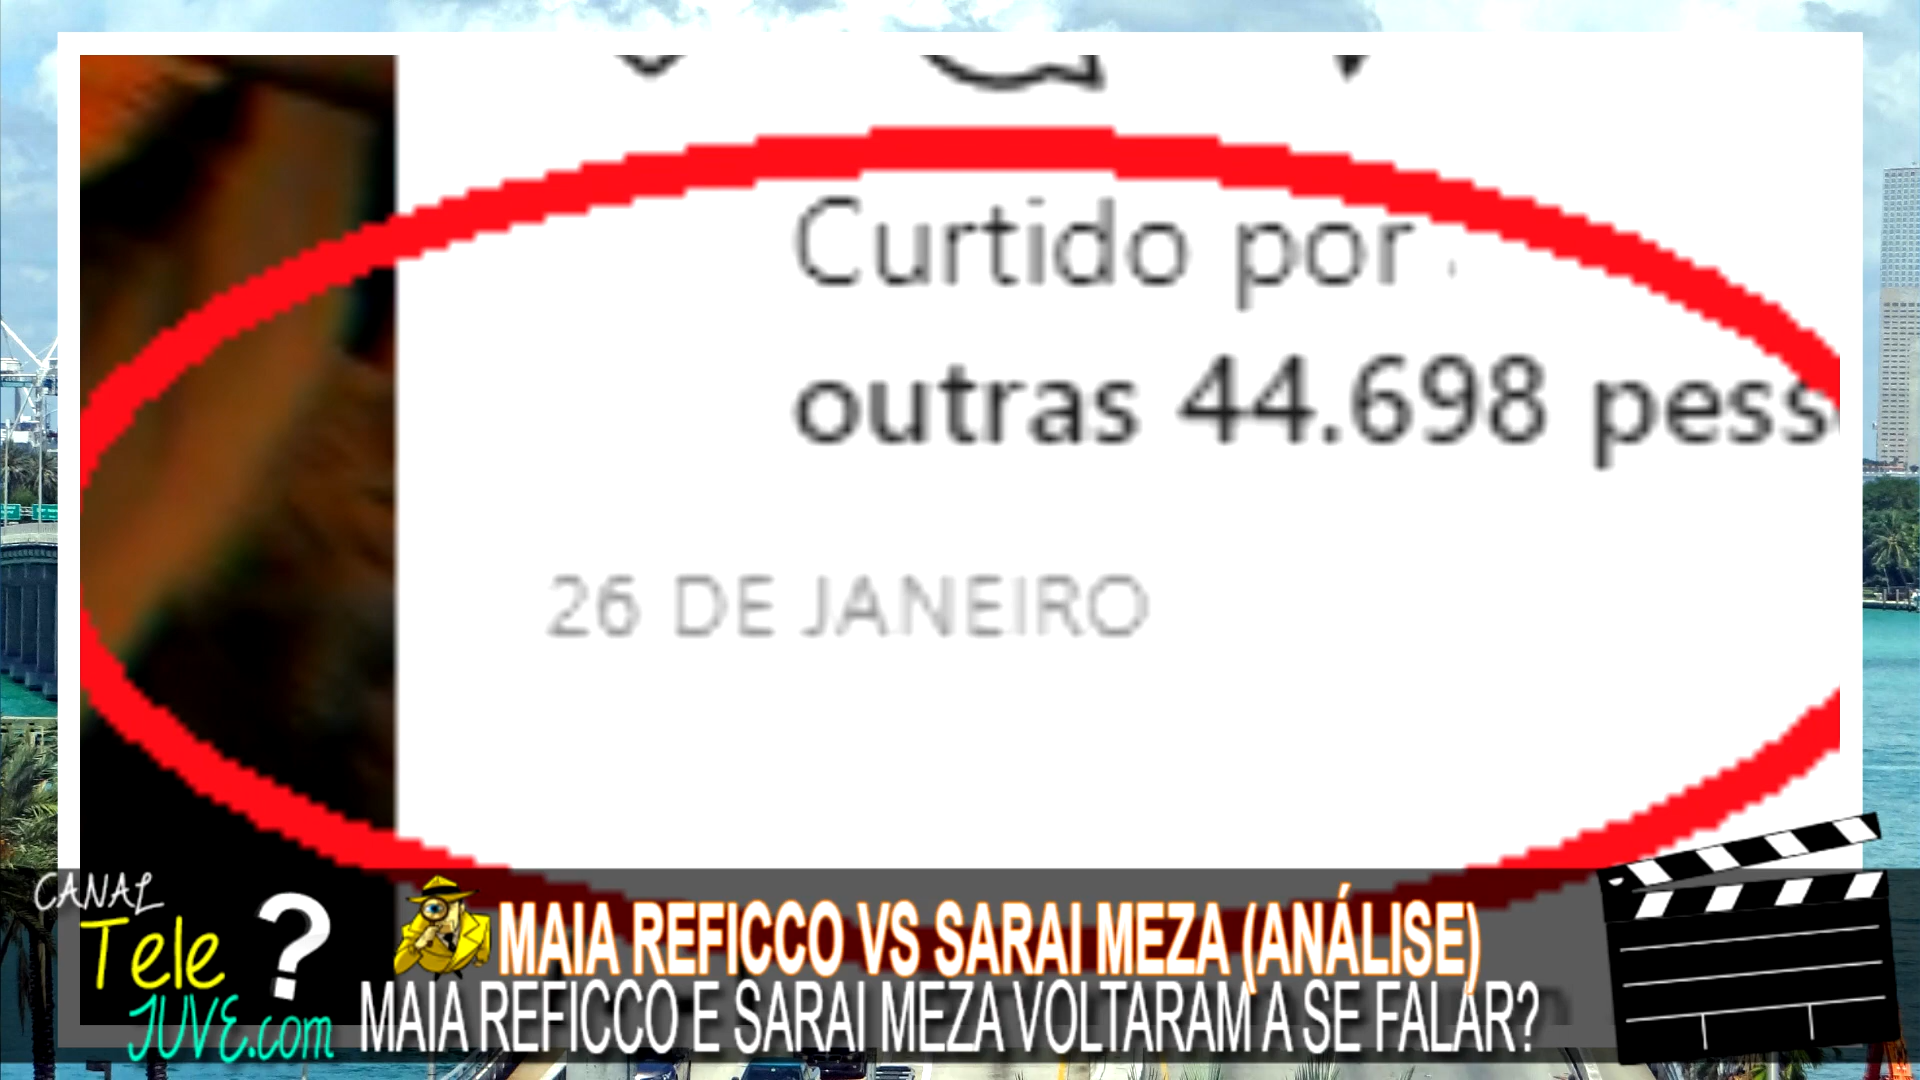 Curtido por
outras 44.698
26 DE JANEIRO
CANAL
Tele
JUVE.com
?
MAIA REFICCO VS SARAI MEZA (ANÁLISE)
MAIA REFICCO E SARAI MEZA VOLTARAM A SE FALAR?